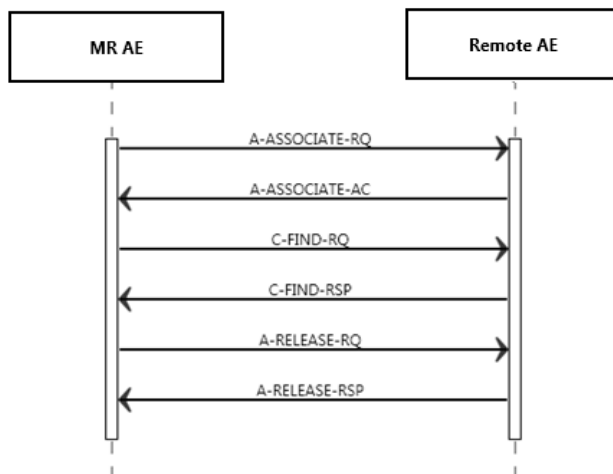 MR AE
Remote AE
A-ASSOCIATE-RQ
A-ASSOCIATE-AC
C-FIND-RQ
C-FIND-RSP
A-RELEASE-RQ
A-RELEASE-RSP